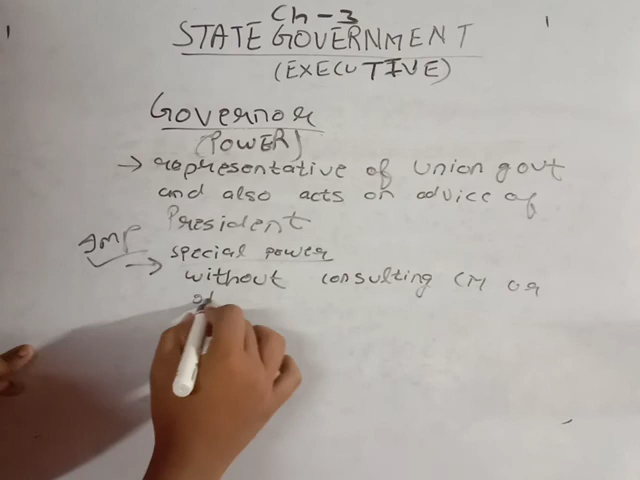 Ch-3
STATE GOVERNMENT
(EXECUTIVE)
Governor
(POWER)
→ representative of Union govt
and also acts on advice of
President
Imp
→ special power
without consulting CM or